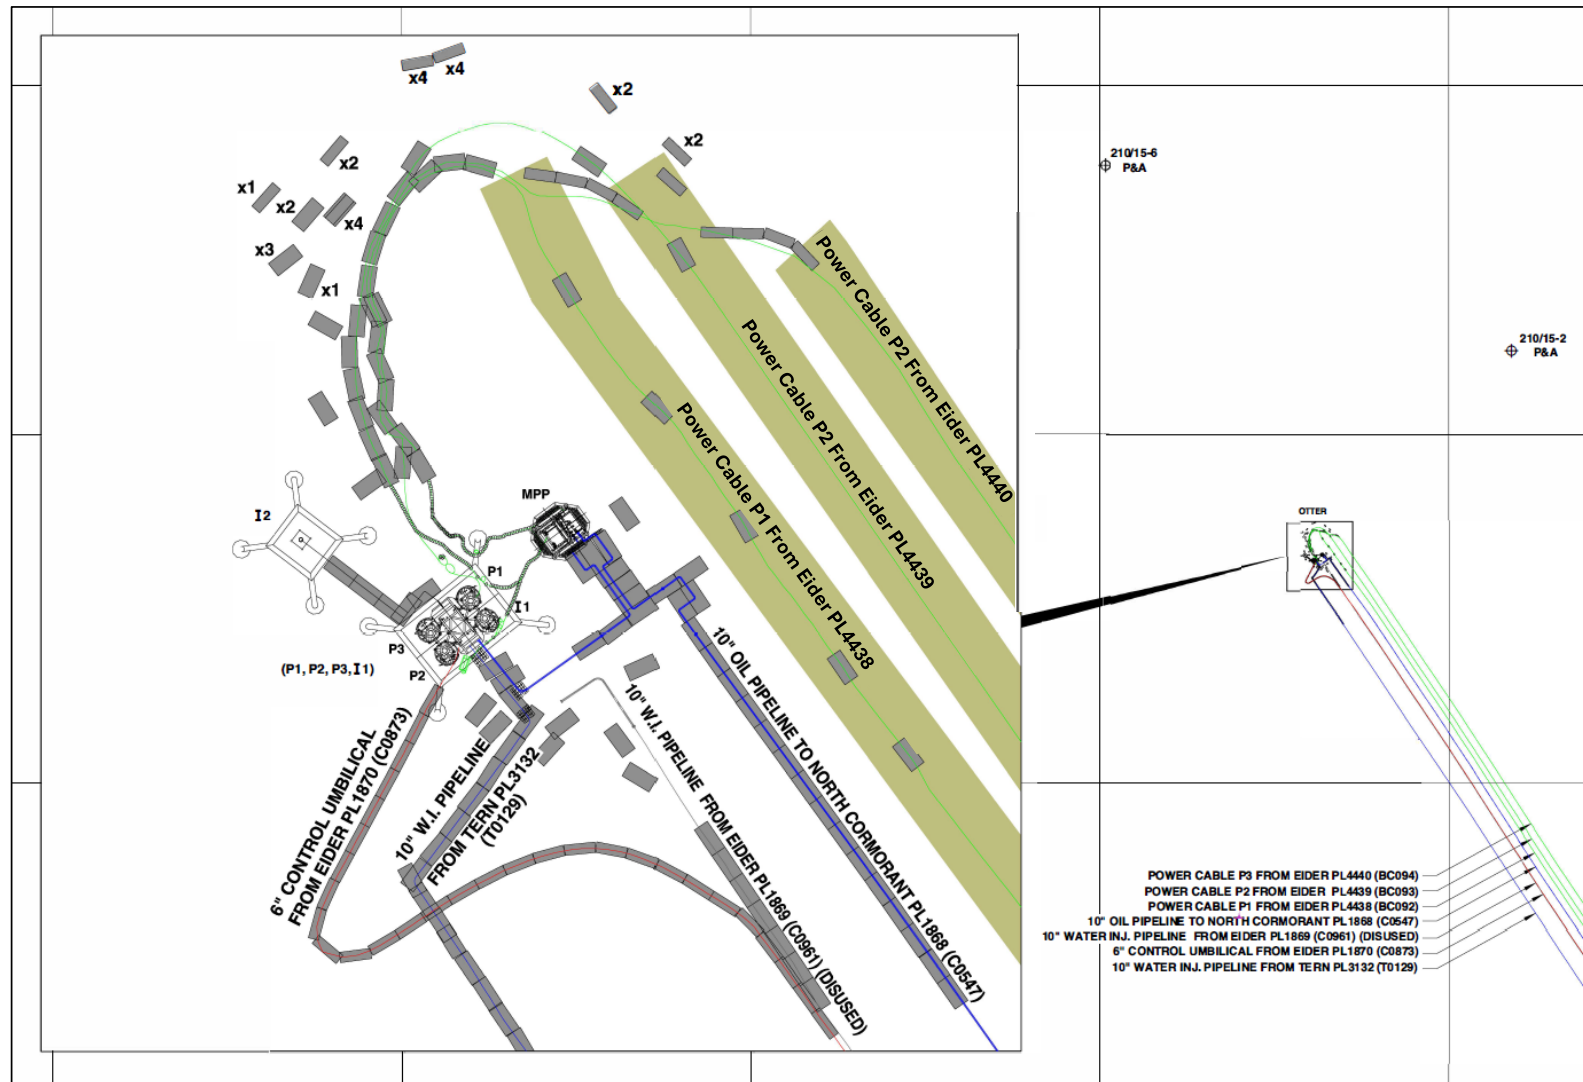 x4
x4
x2
x2
x2
x1
x2
x4
x3
x1
Power Cable P2 From Eider PL4440
Power Cable P2 From Eider PL4439
Power Cable P1 From Eider PL4438
I2
MPP
P1
I1
P3
P2
(P1, P2, P3, I1)
6" CONTROL UMBILICAL
FROM EIDER PL1870 (C0873)
10" W.I. PIPELINE
FROM TERN PL3132
(T0129)
10" W.I. PIPELINE FROM EIDER PL1869 (C0961) (DISUSED)
10" OIL PIPELINE TO NORTH CORMORANT PL1868 (C0547)
210/15-6
P&A
210/15-2
P&A
OTTER
POWER CABLE P3 FROM EIDER PL4440 (BC094)
POWER CABLE P2 FROM EIDER PL4439 (BC093)
POWER CABLE P1 FROM EIDER PL4438 (BC092)
10" OIL PIPELINE TO NORTH CORMORANT PL1868 (C0547)
10" WATER INJ. PIPELINE FROM EIDER PL1869 (C0961) (DISUSED)
6" CONTROL UMBILICAL FROM EIDER PL1870 (C0873)
10" WATER INJ. PIPELINE FROM TERN PL3132 (T0129)